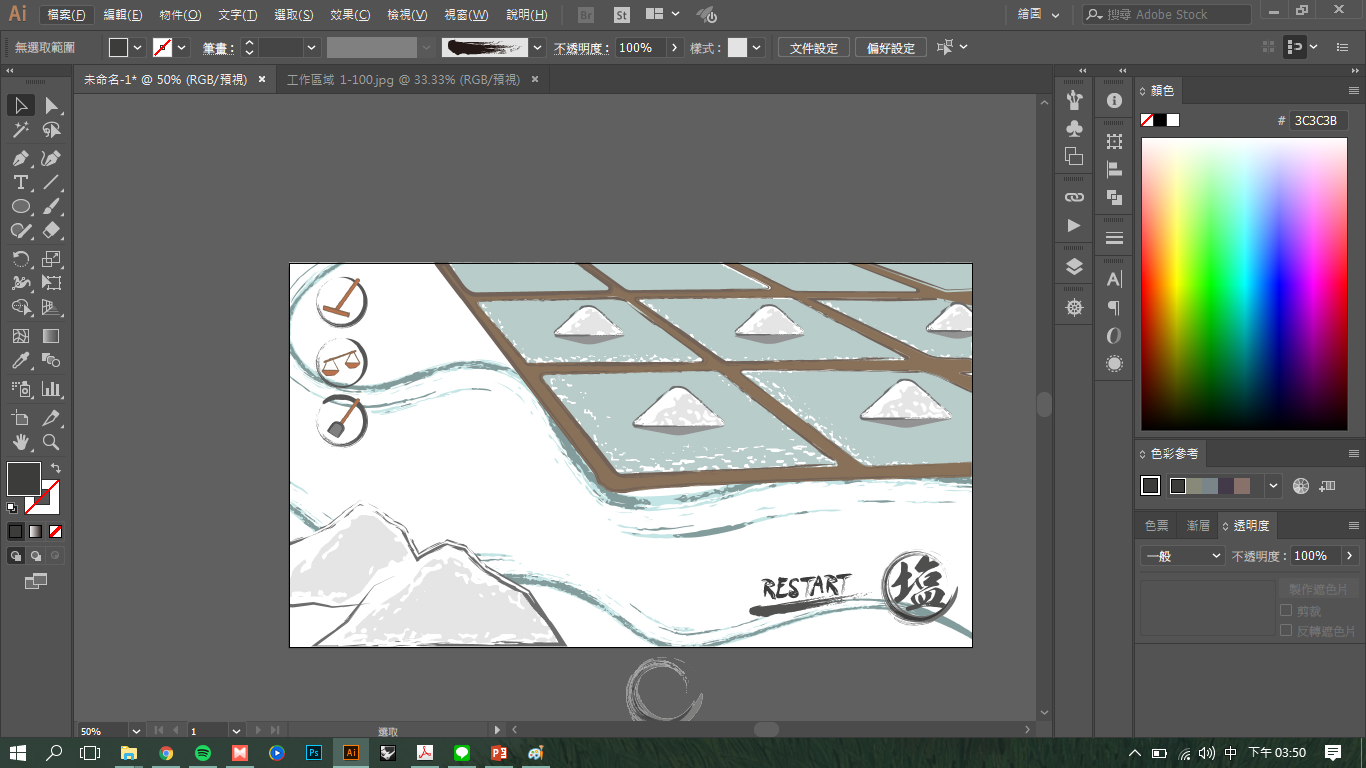 Ai 檔案(F) 編輯(E) 物件(O) 文字(T) 選取(S) 效果(C) 檢視(V) 視窗(W) 說明(H) Br St 繪圖 搜尋 Adobe Stock
無選取範圍 筆畫 : 不透明度 : 100% 樣式 : 文件設定 偏好設定
未命名-1* @ 50% (RGB/預視) × 工作區域 1-100.jpg @ 33.33% (RGB/預視) ×
顏色
# 3C3C3B
色彩參考
色票 漸層 透明度
一般 不透明度 : 100%
製作遮色片
剪裁
反轉遮色片
RESTART
塩
50% 1 選取
Ps Ai 中 下午 03:50